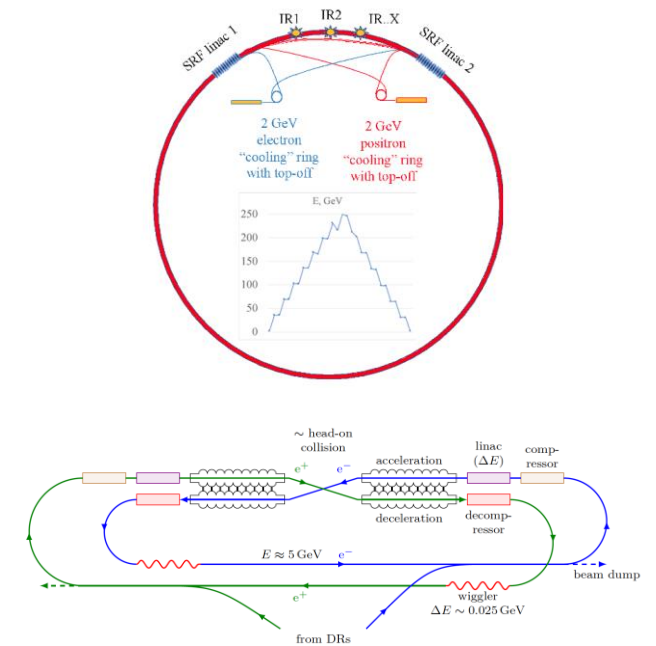 IR1 IR2 IR..X
SRF linac 1
SRF linac 2
2 GeV
electron
“cooling” ring
with top-off
2 GeV
positron
“cooling” ring
with top-off
E, GeV
250
200
150
100
50
0
~ head-on
collision
e⁺
e⁻
acceleration
deceleration
linac
(ΔE)
comp-
ressor
decomp-
ressor
E ≈ 5 GeV e⁻
beam dump
e⁺
wiggler
ΔE ∼ 0.025 GeV
from DRs